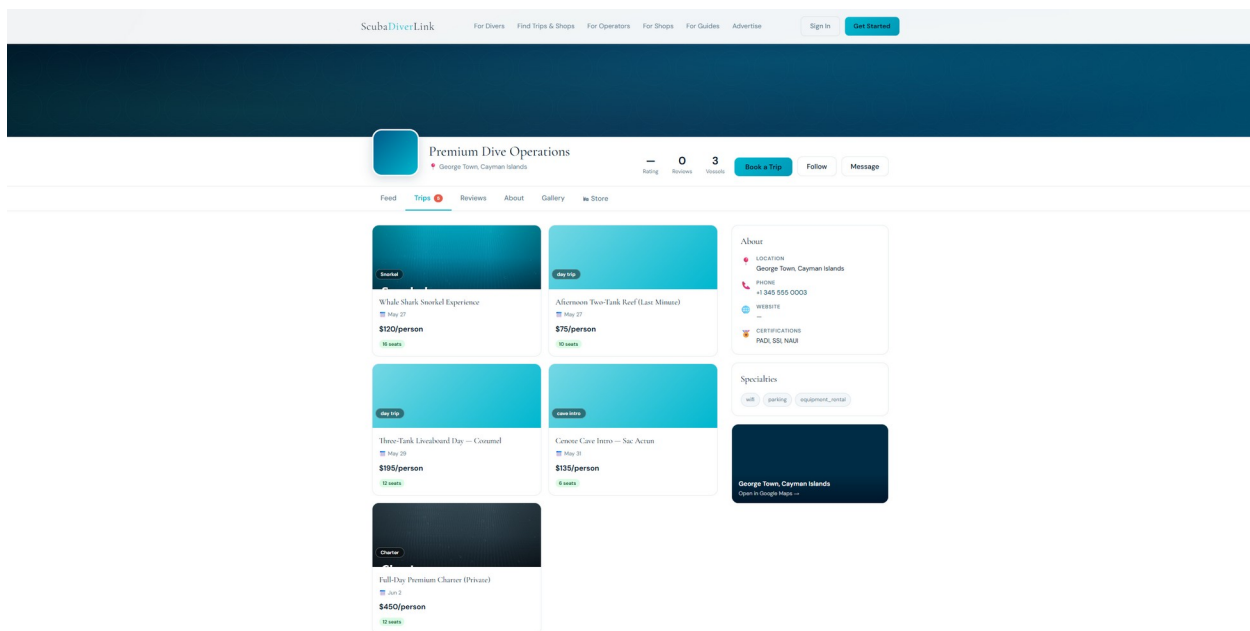 ScubaDiverLink
For Divers
Find Trips & Shops
For Operators
For Shops
For Guides
Advertise
Sign In
Get Started
Premium Dive Operations
George Town, Cayman Islands
—
Rating
0
Reviews
3
Vessels
Book a Trip
Follow
Message
Feed
Trips 5
Reviews
About
Gallery
Store
Snorkel
Whale Shark Snorkel Experience
May 27
$120/person
16 seats
day trip
Afternoon Two-Tank Reef (Last Minute)
May 27
$75/person
10 seats
day trip
Three-Tank Liveaboard Day — Cozumel
May 29
$195/person
12 seats
cave intro
Cenote Cave Intro — Sac Actun
May 31
$135/person
6 seats
Charter
Full-Day Premium Charter (Private)
Jun 2
$450/person
12 seats
About
LOCATION
George Town, Cayman Islands
PHONE
+1 345 555 0003
WEBSITE
—
CERTIFICATIONS
PADI, SSI, NAUI
Specialties
wifi
parking
equipment_rental
George Town, Cayman Islands
Open in Google Maps →